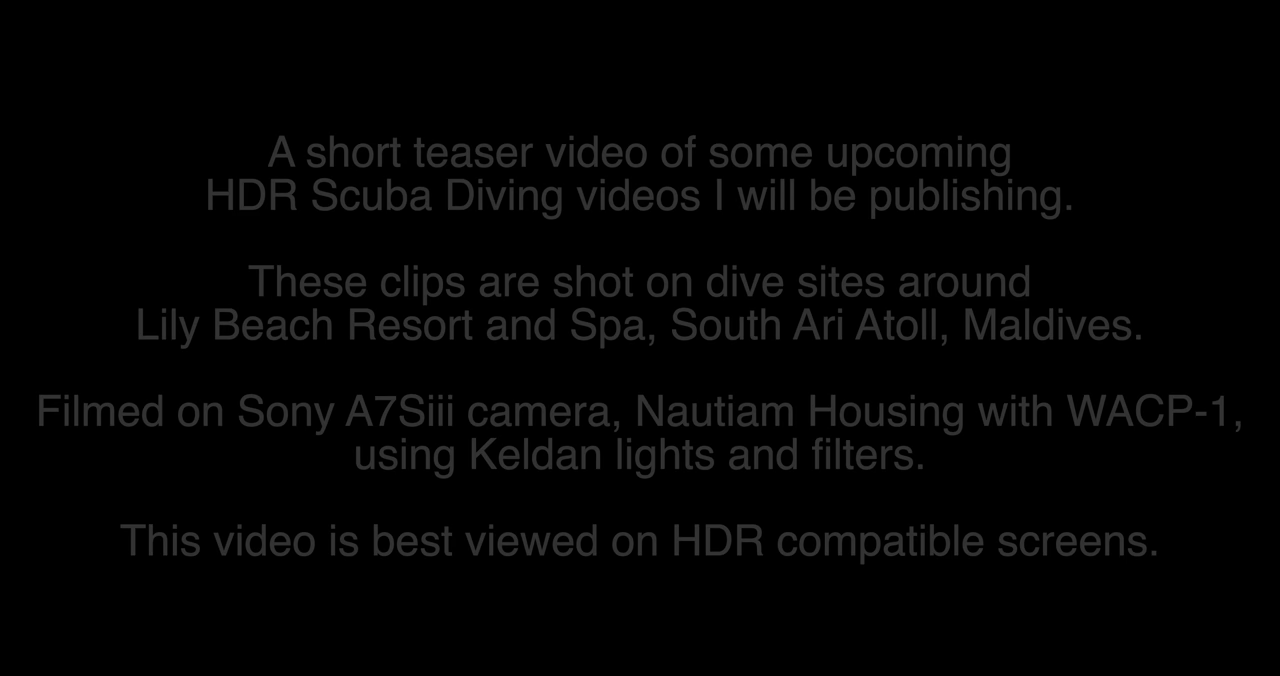 A short teaser video of some upcoming
HDR Scuba Diving videos I will be publishing.
These clips are shot on dive sites around
Lily Beach Resort and Spa, South Ari Atoll, Maldives.
Filmed on Sony A7Siii camera, Nautiam Housing with WACP-1,
using Keldan lights and filters.
This video is best viewed on HDR compatible screens.